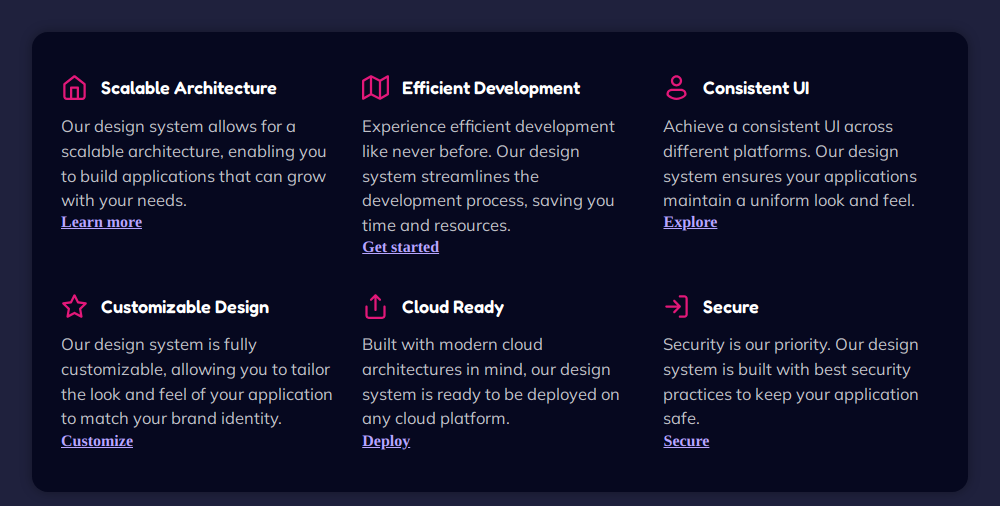 Scalable Architecture
Our design system allows for a
scalable architecture, enabling you
to build applications that can grow
with your needs.
Learn more
Efficient Development
Experience efficient development
like never before. Our design
system streamlines the
development process, saving you
time and resources.
Get started
Consistent UI
Achieve a consistent UI across
different platforms. Our design
system ensures your applications
maintain a uniform look and feel.
Explore
Customizable Design
Our design system is fully
customizable, allowing you to tailor
the look and feel of your application
to match your brand identity.
Customize
Cloud Ready
Built with modern cloud
architectures in mind, our design
system is ready to be deployed on
any cloud platform.
Deploy
Secure
Security is our priority. Our design
system is built with best security
practices to keep your application
safe.
Secure